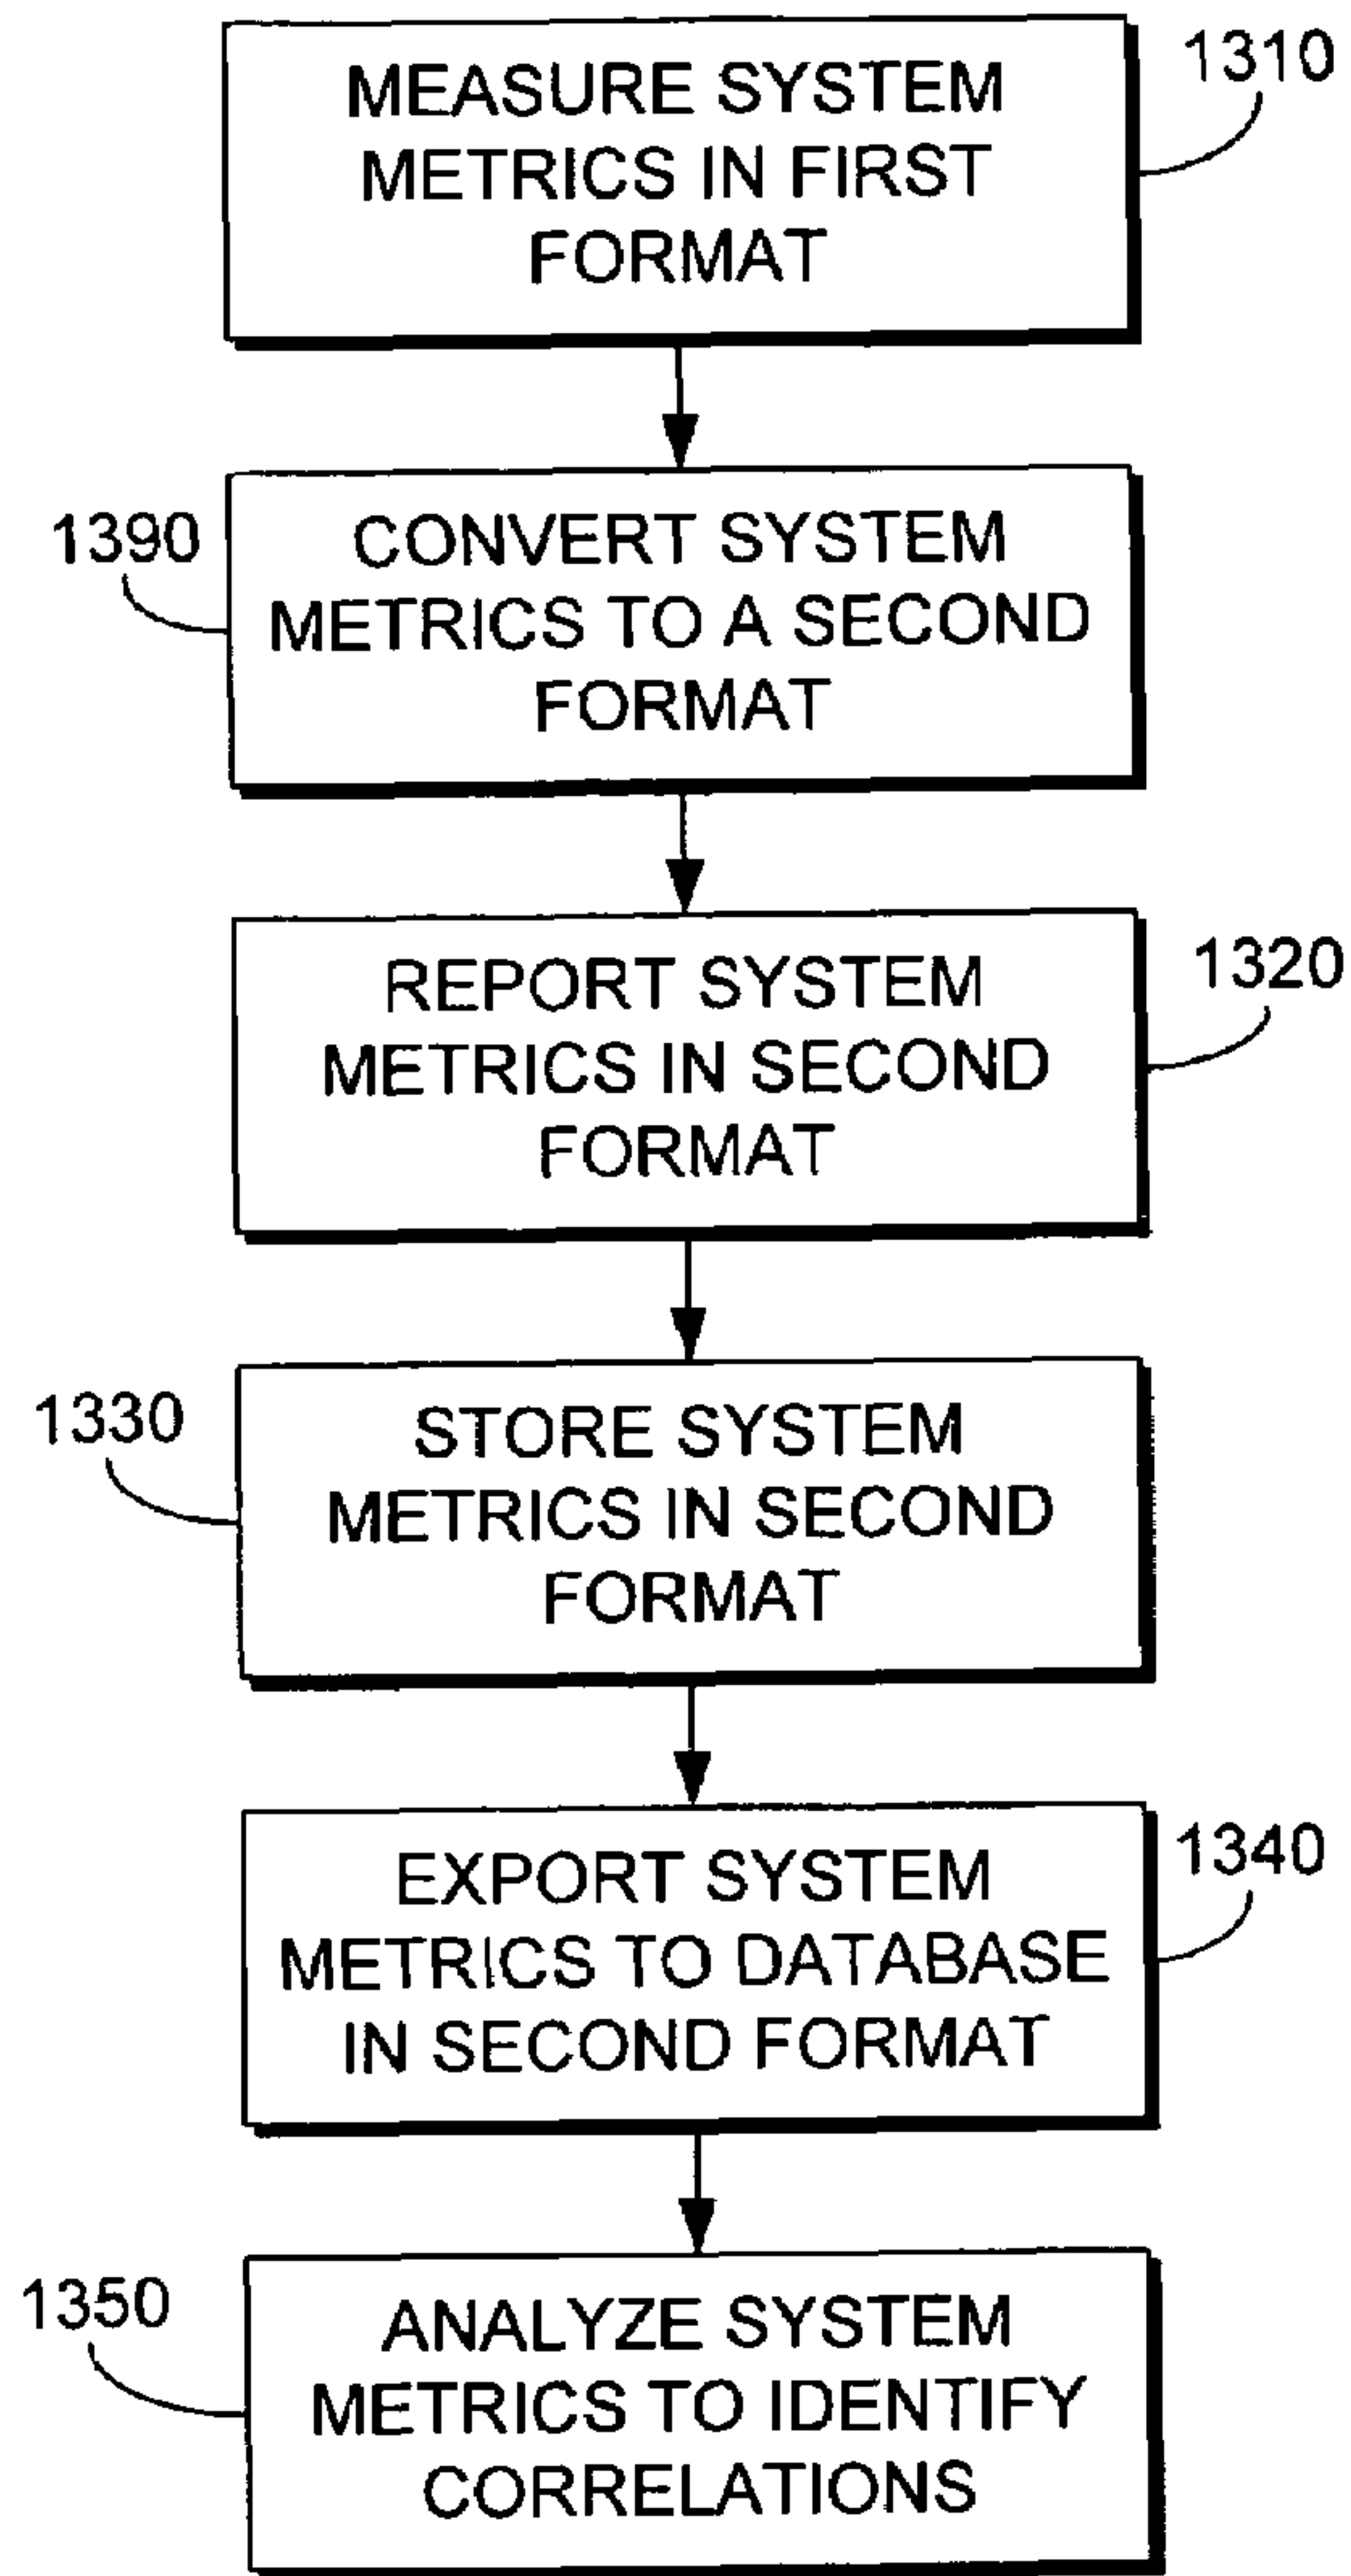 MEASURE SYSTEM
METRICS IN FIRST
FORMAT
1310
1390
CONVERT SYSTEM
METRICS TO A SECOND
FORMAT
REPORT SYSTEM
METRICS IN SECOND
FORMAT
1320
1330
STORE SYSTEM
METRICS IN SECOND
FORMAT
EXPORT SYSTEM
METRICS TO DATABASE
IN SECOND FORMAT
1340
1350
ANALYZE SYSTEM
METRICS TO IDENTIFY
CORRELATIONS